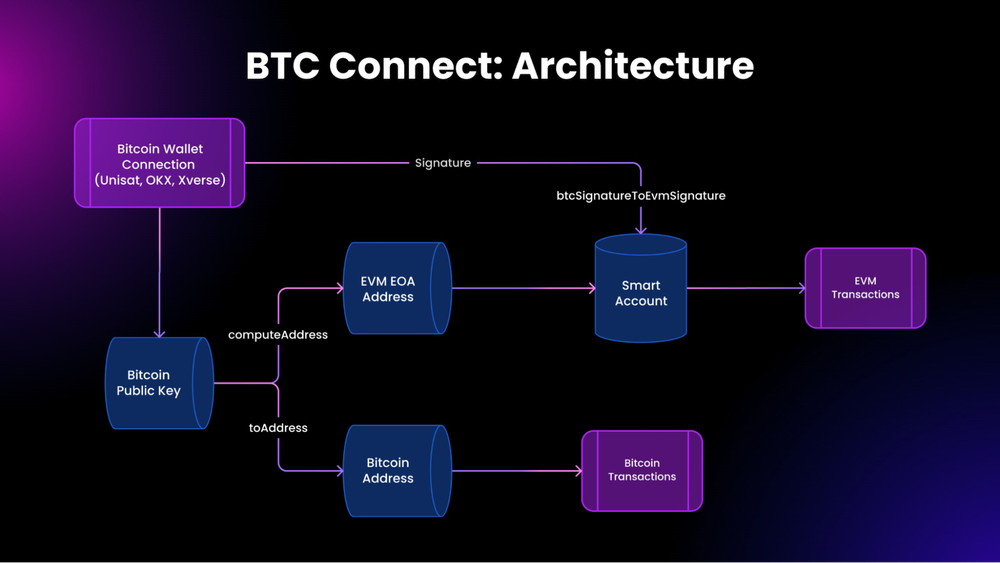 BTC Connect: Architecture
Bitcoin Wallet
Connection
(Unisat, OKX, Xverse)
Signature
btcSignatureToEvmSignature
EVM EOA
Address
Smart
Account
EVM
Transactions
computeAddress
Bitcoin
Public Key
toAddress
Bitcoin
Address
Bitcoin
Transactions